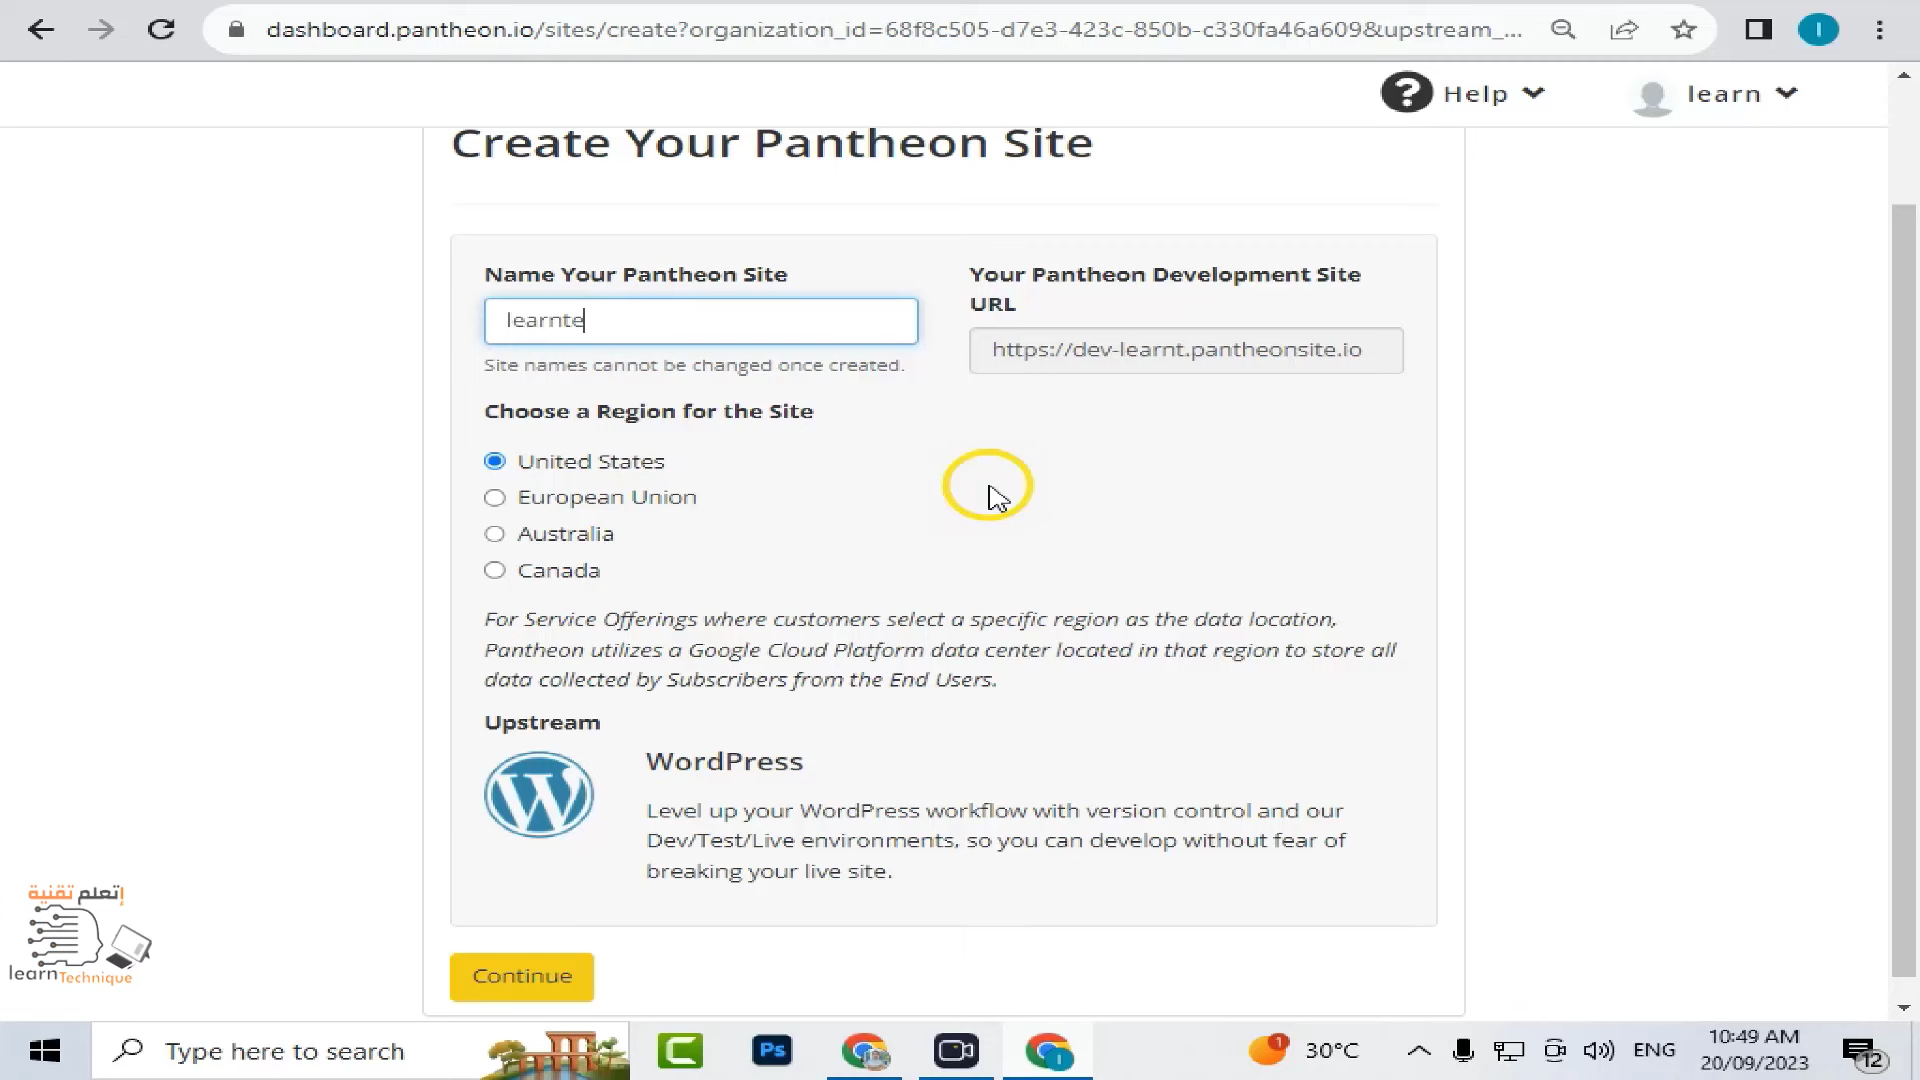 dashboard.pantheon.io/sites/create?organization_id=68f8c505-d7e3-423c-850b-c330fa46a609&upstream_...
I
? Help
learn
Create Your Pantheon Site
Name Your Pantheon Site
learnte
Site names cannot be changed once created.
Your Pantheon Development Site
URL
https://dev-learnt.pantheonsite.io
Choose a Region for the Site
United States
European Union
Australia
Canada
For Service Offerings where customers select a specific region as the data location,
Pantheon utilizes a Google Cloud Platform data center located in that region to store all
data collected by Subscribers from the End Users.
Upstream
WordPress
Level up your WordPress workflow with version control and our
Dev/Test/Live environments, so you can develop without fear of
breaking your live site.
Continue
إتعلم تقنية
learnTechnique
Type here to search
Ps
I
1
30°C
ENG
10:49 AM
20/09/2023
12